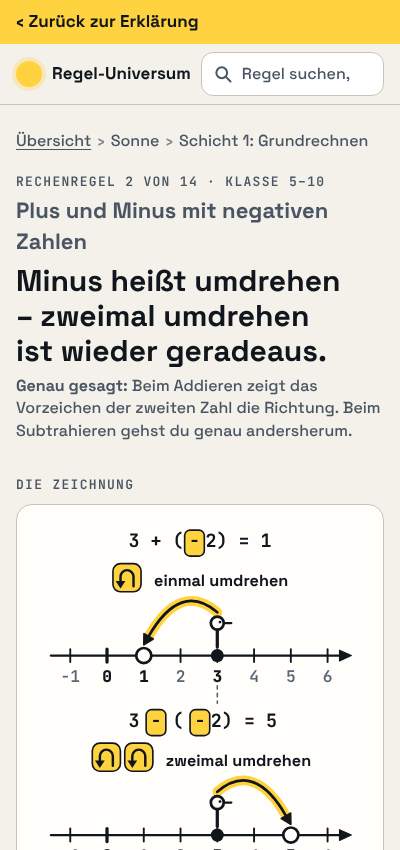 ‹ Zurück zur Erklärung
Regel-Universum
Regel suchen,
Übersicht > Sonne > Schicht 1: Grundrechnen
RECHENREGEL 2 VON 14 · KLASSE 5–10
Plus und Minus mit negativen
Zahlen
Minus heißt umdrehen
– zweimal umdrehen
ist wieder geradeaus.
Genau gesagt: Beim Addieren zeigt das
Vorzeichen der zweiten Zahl die Richtung. Beim
Subtrahieren gehst du genau andersherum.
DIE ZEICHNUNG
3 + (-2) = 1
einmal umdrehen
-1 0 1 2 3 4 5 6
3 - (-2) = 5
zweimal umdrehen